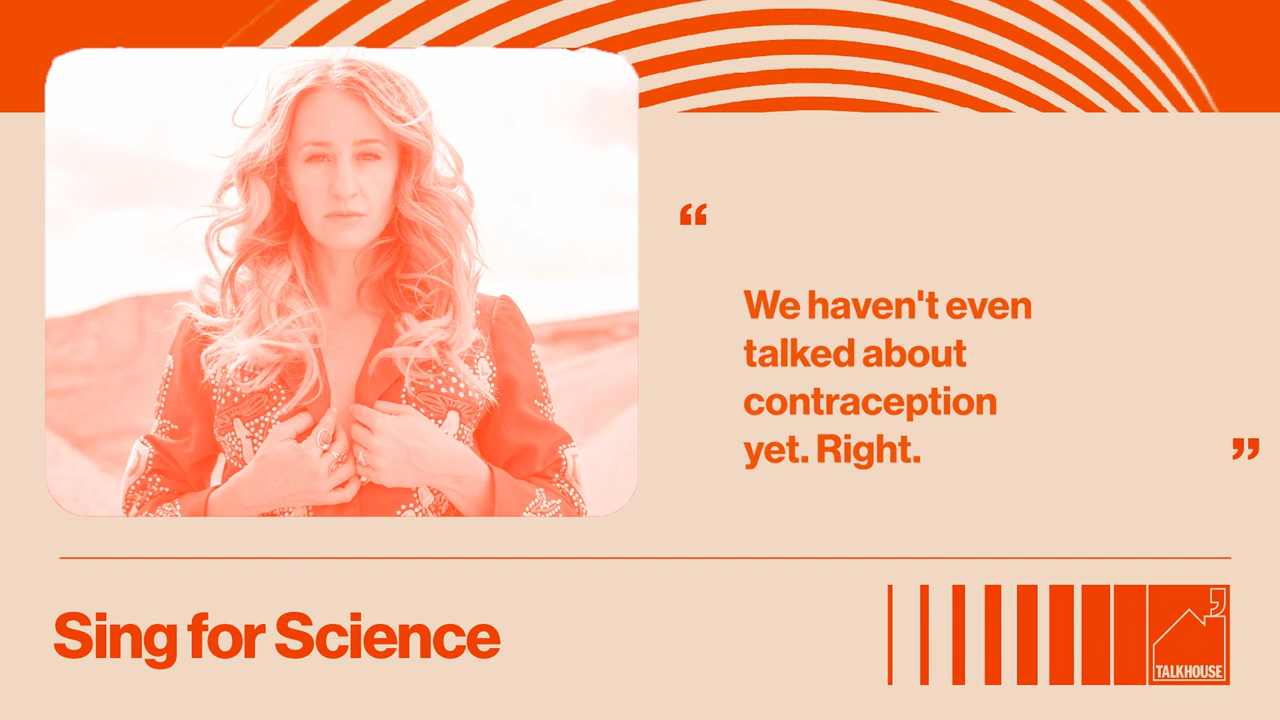 “
We haven't even
talked about
contraception
yet. Right.
”
Sing for Science
TALKHOUSE